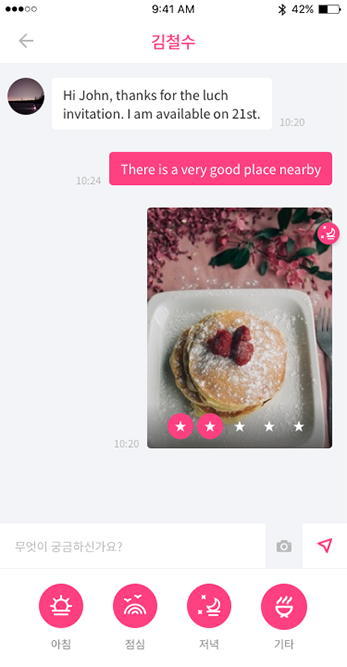 9:41 AM
42%
김철수
Hi John, thanks for the luch
invitation. I am available on 21st.
10:20
There is a very good place nearby
10:24
10:20
무엇이 궁금하신가요?
아침
점심
저녁
기타